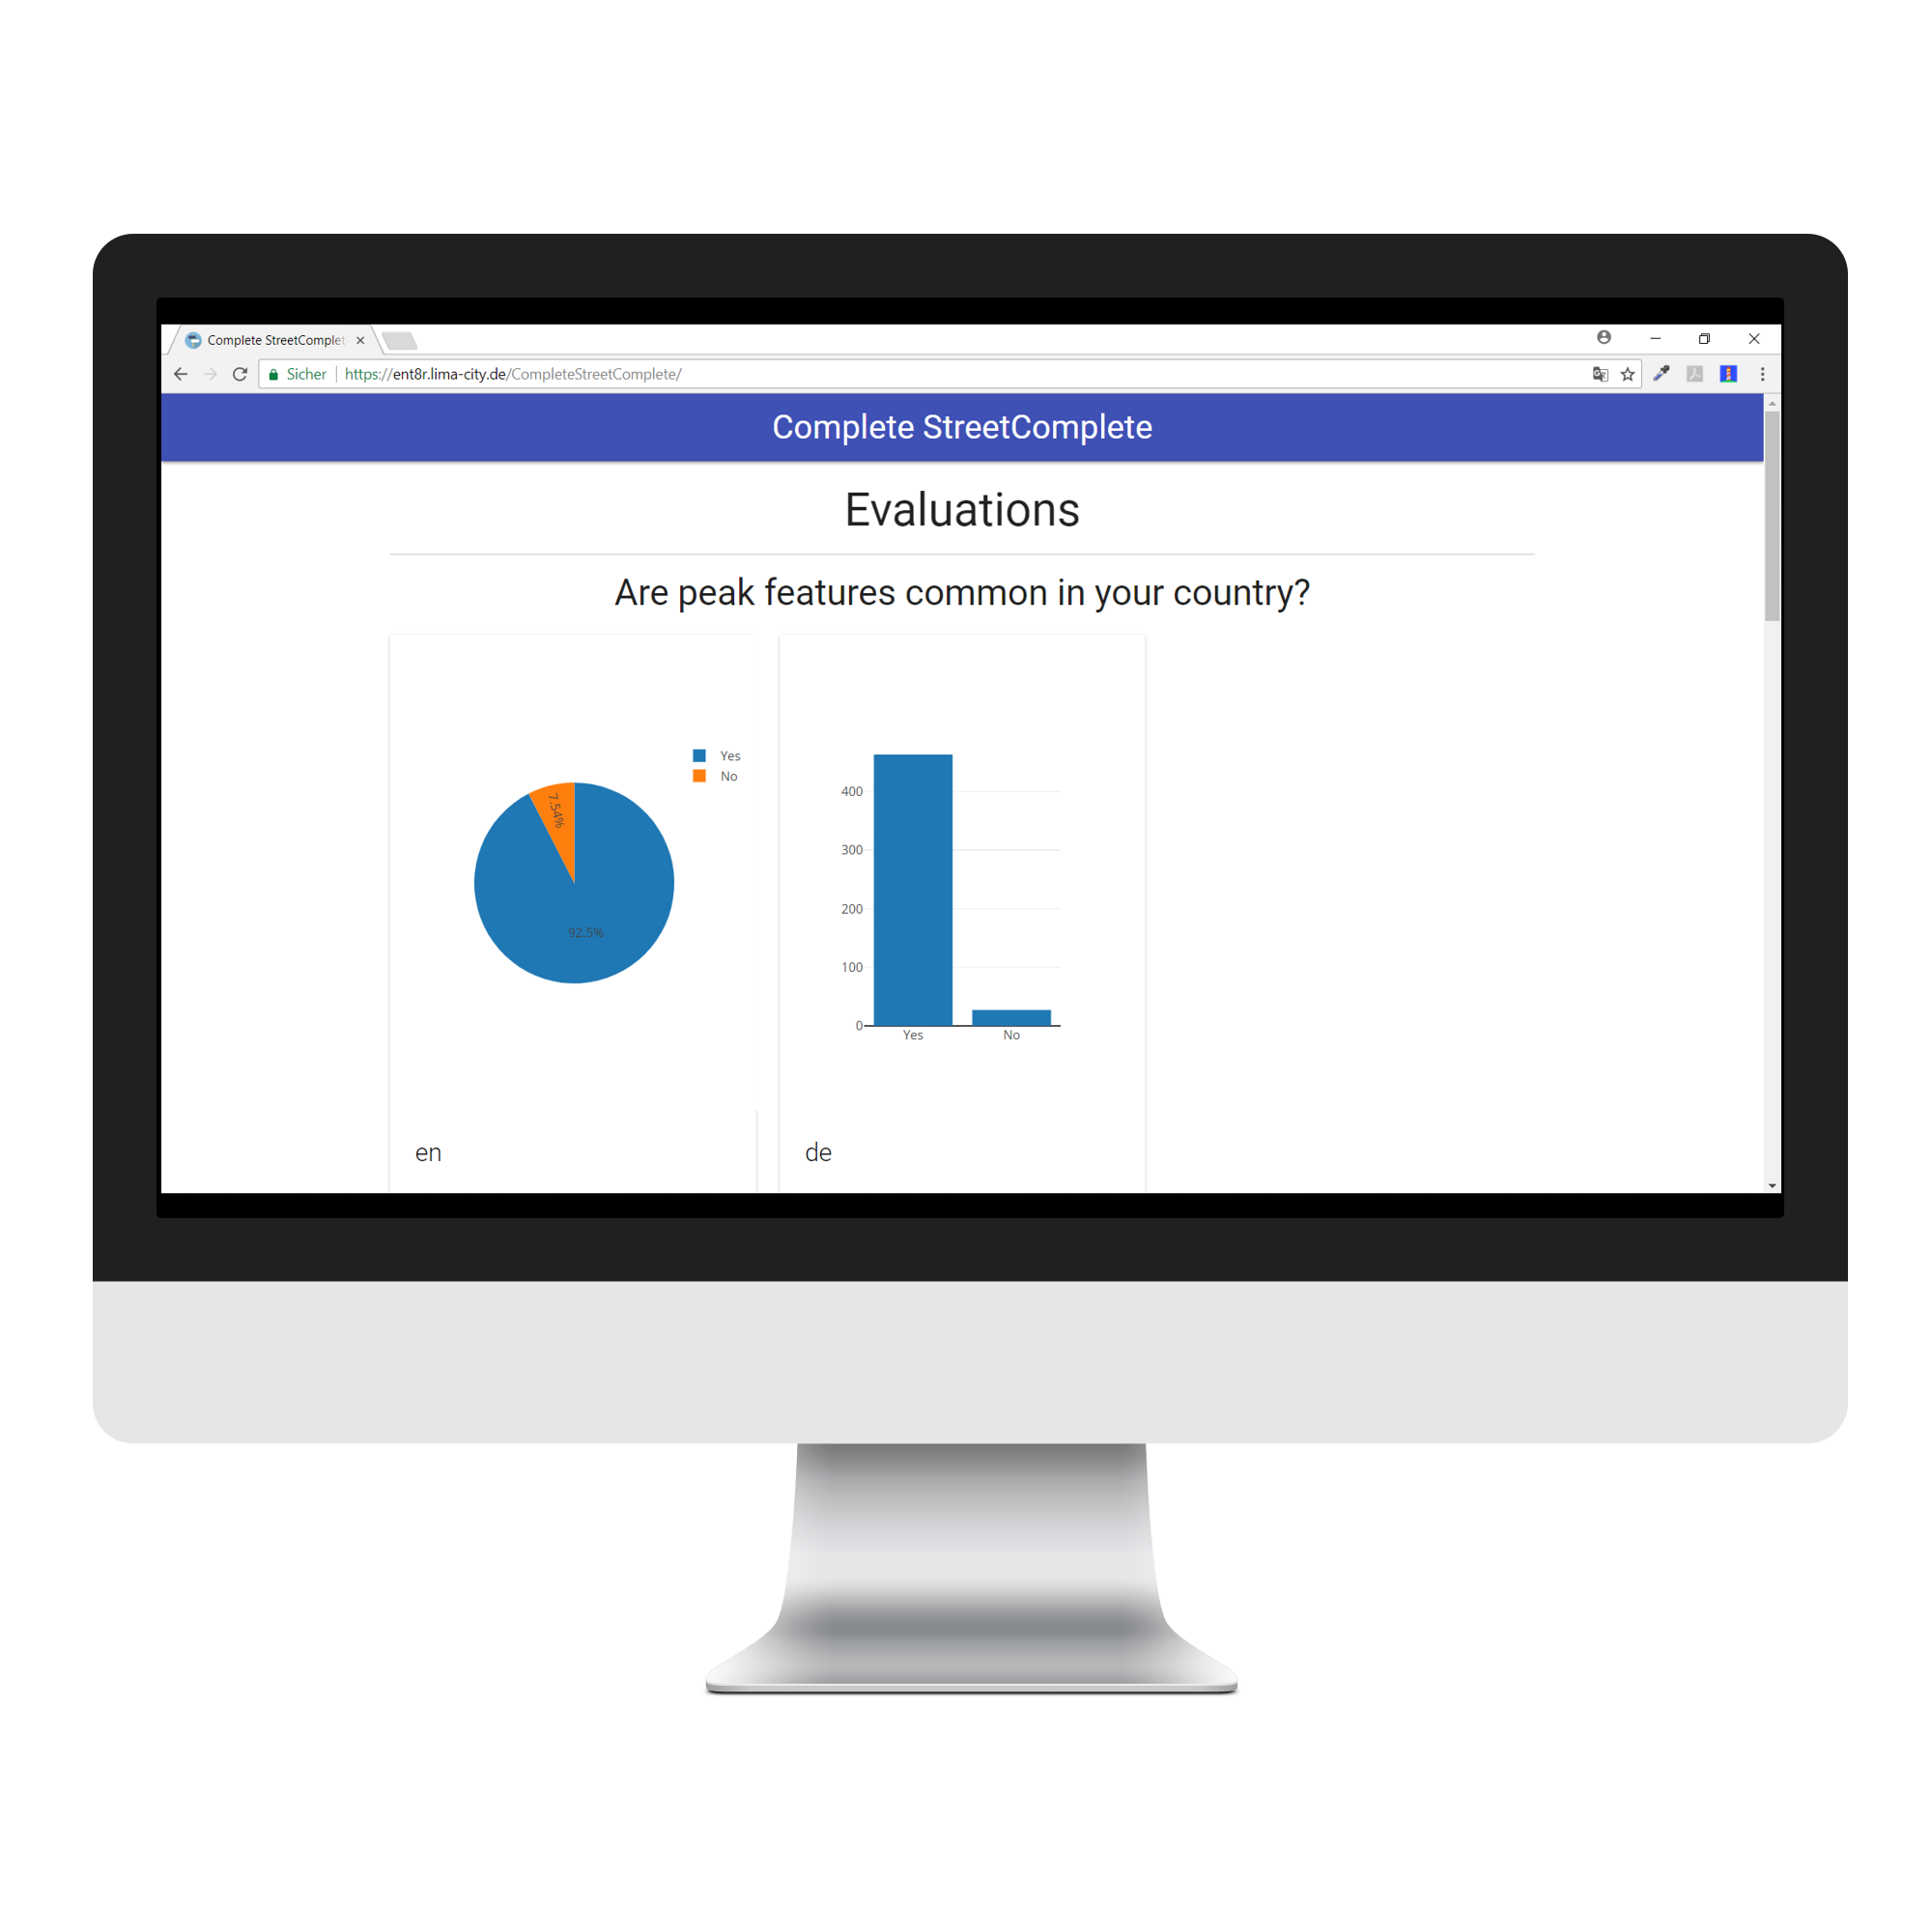 Complete StreetComplet
Sicher https://ent8r.lima-city.de/CompleteStreetComplete/
Complete StreetComplete
Evaluations
Are peak features common in your country?
Yes
No
7.54%
92.5%
400
300
200
100
0
Yes No
en
de